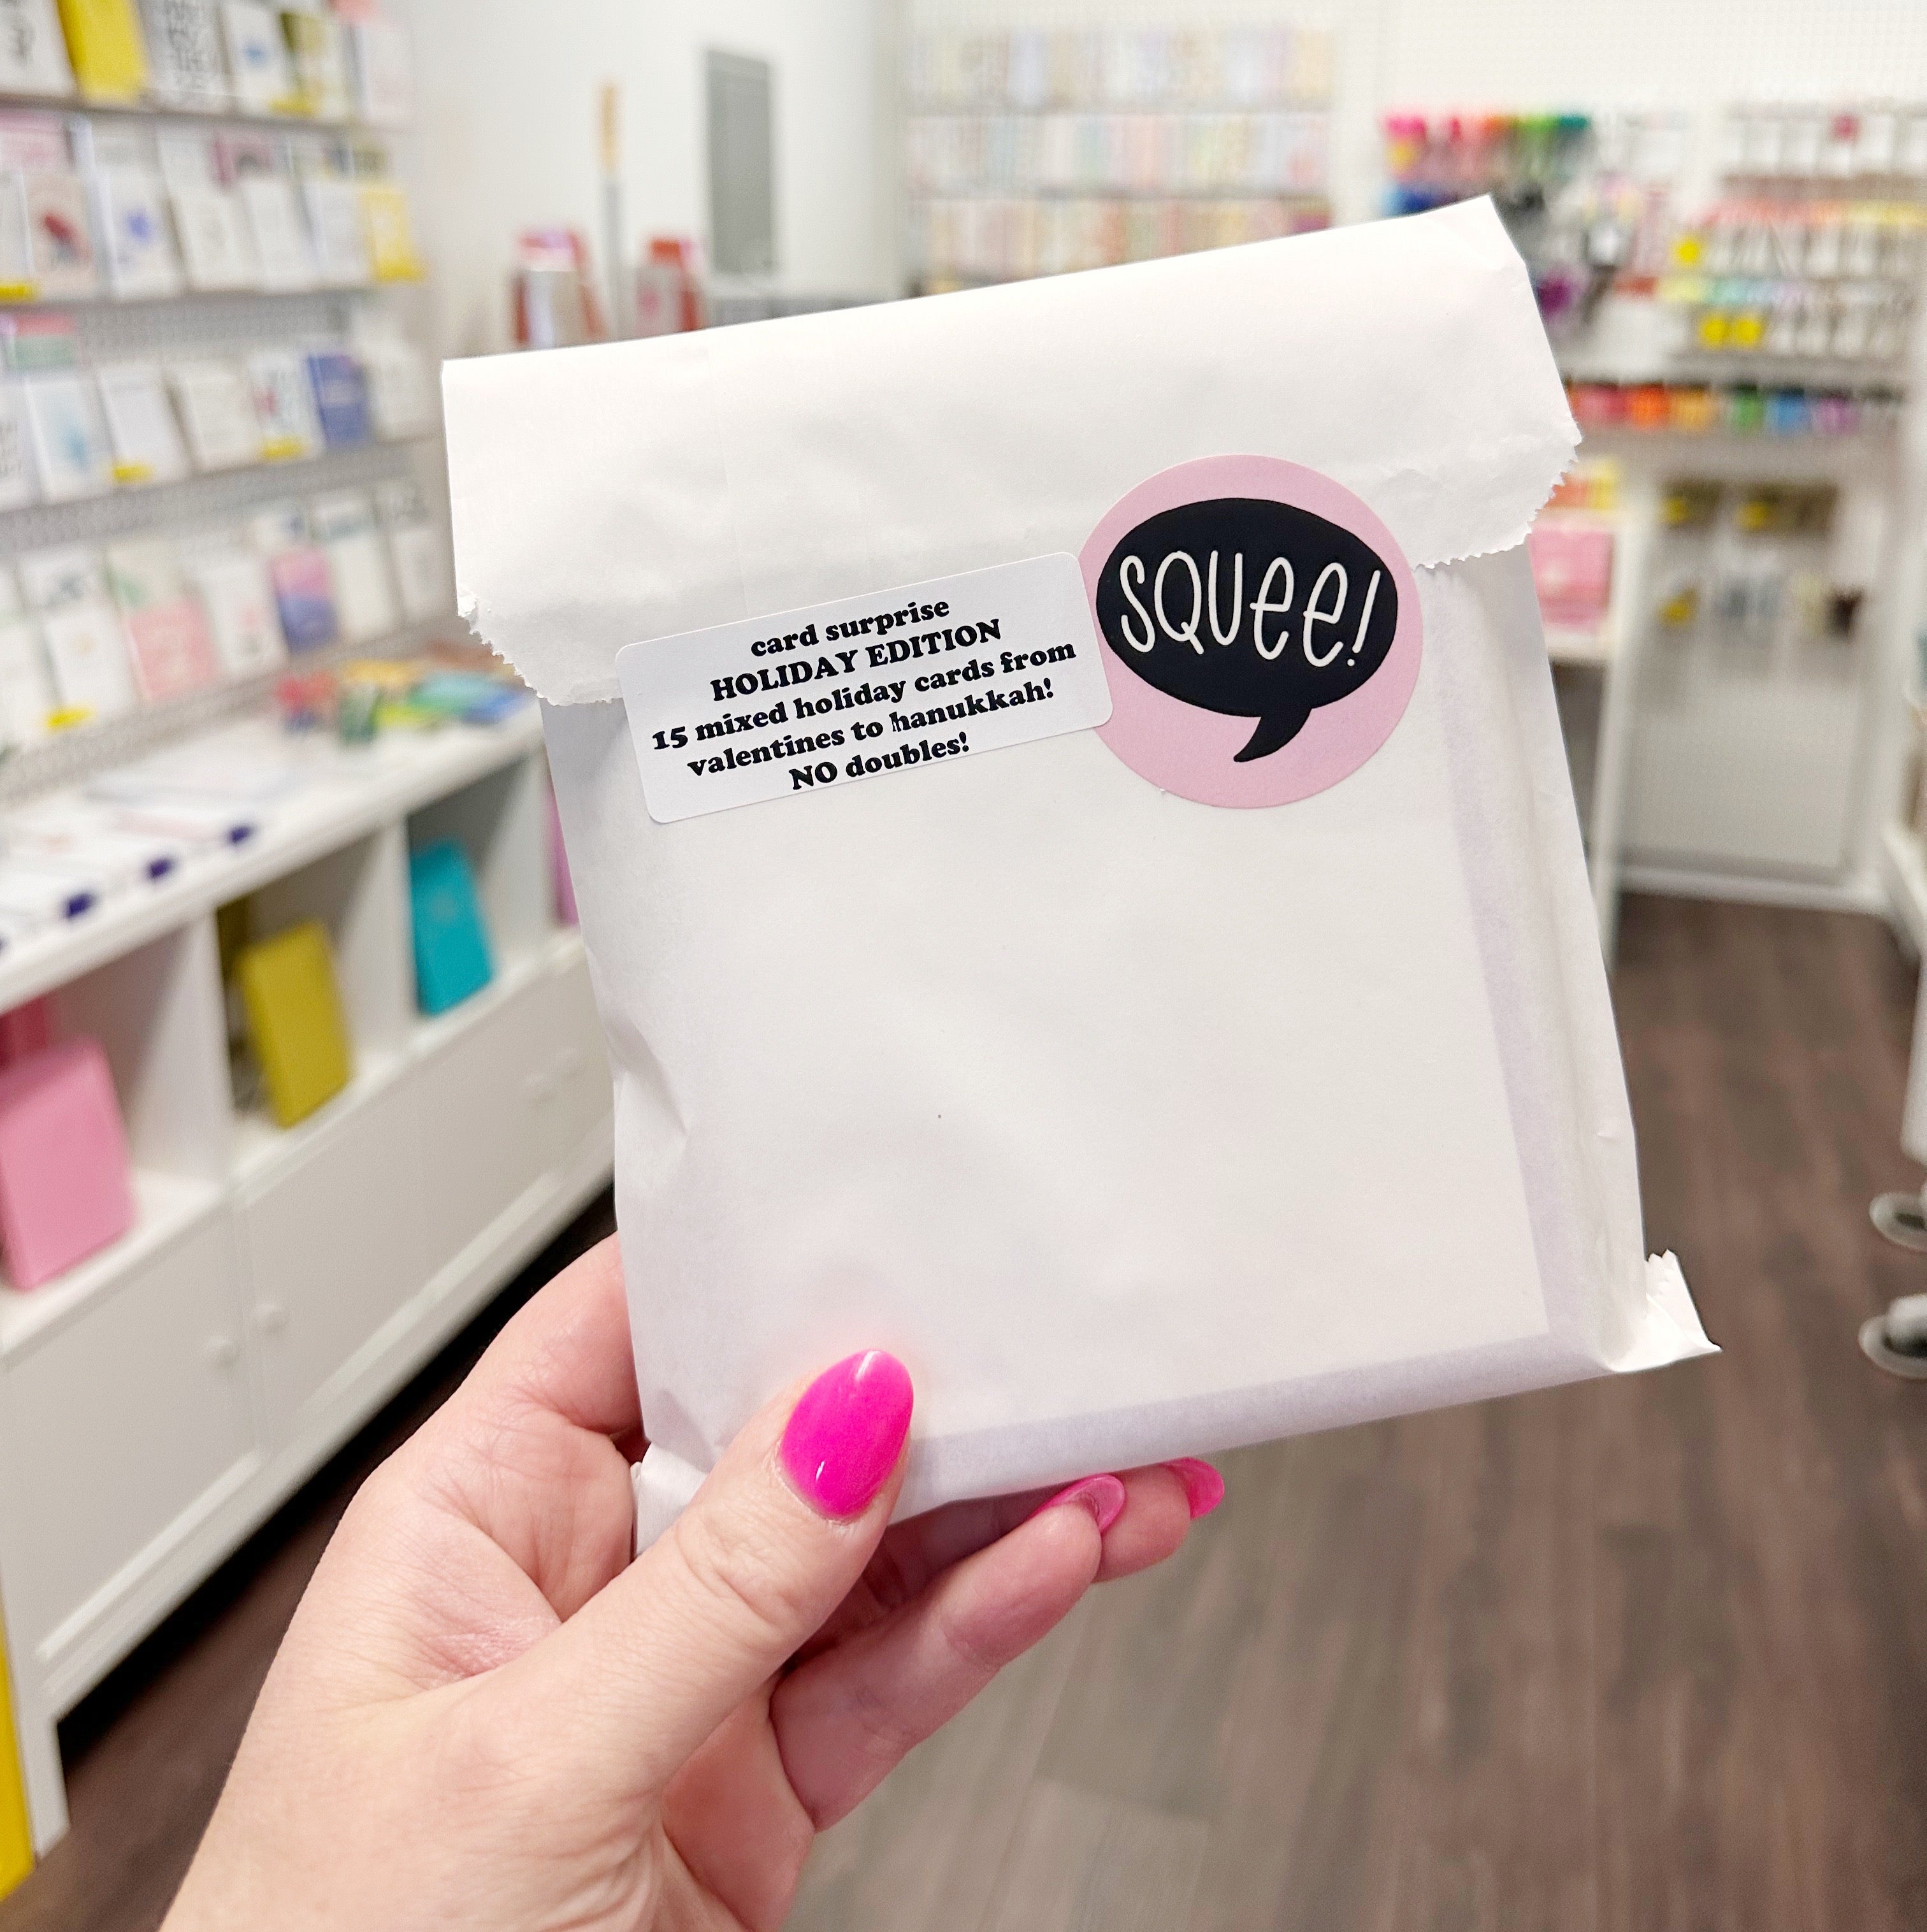 card surprise
HOLIDAY EDITION
15 mixed holiday cards from
valentines to hanukkah!
NO doubles!
SQUEE!